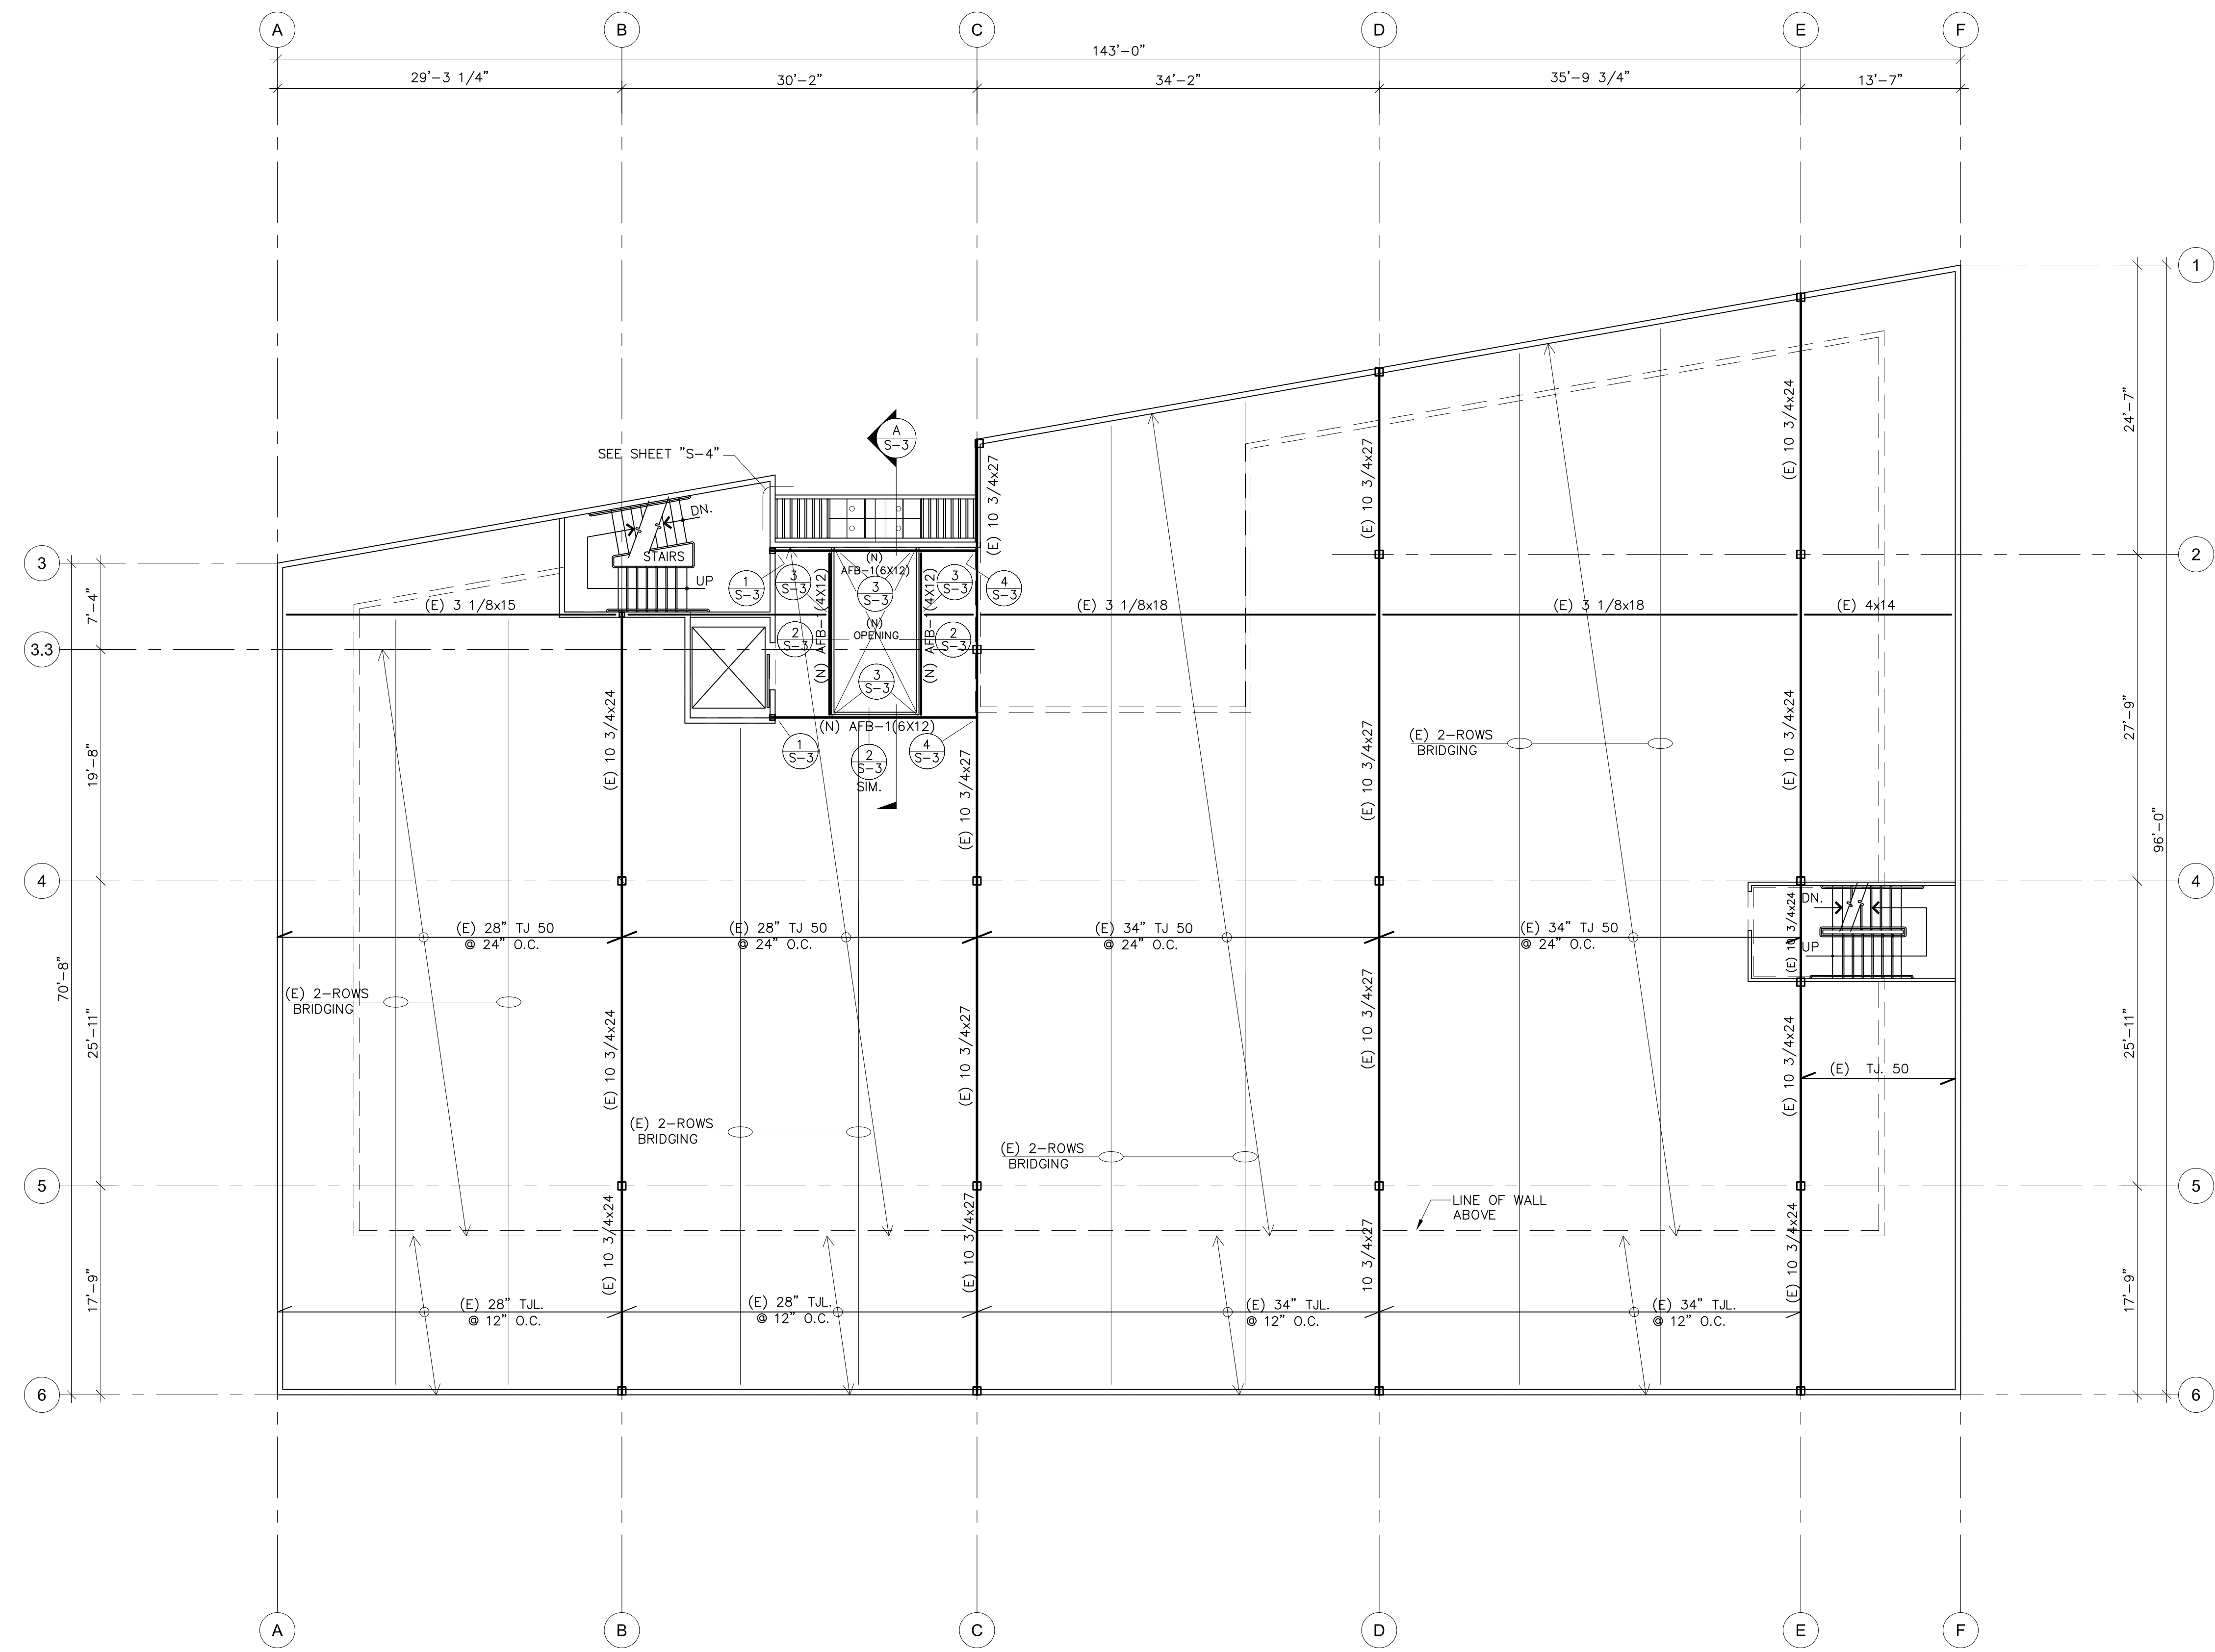 A
B
C
D
E
F
143'-0"
29'-3 1/4"
30'-2"
34'-2"
35'-9 3/4"
13'-7"
1
24'-7"
(E) 10 3/4x24
(E) 10 3/4x27
(E) 10 3/4x27
A
S-3
SEE SHEET "S-4"
DN.
STAIRS
UP
3
2
7'-4"
(N)
AFB-1(6X12)
1
S-3
3
S-3
3
S-3
3
S-3
4
S-3
(N) AFB-1(4X12)
(N) AFB-1(4X12)
(E) 3 1/8x15
(E) 3 1/8x18
(E) 3 1/8x18
(E) 4x14
(N)
OPENING
2
S-3
2
S-3
3.3
3
S-3
(N) AFB-1(6X12)
1
S-3
2
S-3
SIM.
4
S-3
19'-8"
(E) 10 3/4x24
(E) 10 3/4x27
(E) 10 3/4x27
(E) 10 3/4x24
27'-9"
(E) 2-ROWS
BRIDGING
96'-0"
4
4
DN.
UP
(E) 10 3/4x24
(E) 28" TJ 50
@ 24" O.C.
(E) 28" TJ 50
@ 24" O.C.
(E) 34" TJ 50
@ 24" O.C.
(E) 34" TJ 50
@ 24" O.C.
70'-8"
(E) 2-ROWS
BRIDGING
25'-11"
(E) 10 3/4x24
(E) 10 3/4x27
(E) 10 3/4x27
(E) 10 3/4x24
25'-11"
(E) TJ. 50
(E) 2-ROWS
BRIDGING
(E) 2-ROWS
BRIDGING
5
5
LINE OF WALL
ABOVE
17'-9"
(E) 10 3/4x24
(E) 10 3/4x27
10 3/4x27
(E) 10 3/4x24
17'-9"
(E) 28" TJL.
@ 12" O.C.
(E) 28" TJL.
@ 12" O.C.
(E) 34" TJL.
@ 12" O.C.
(E) 34" TJL.
@ 12" O.C.
6
6
A
B
C
D
E
F